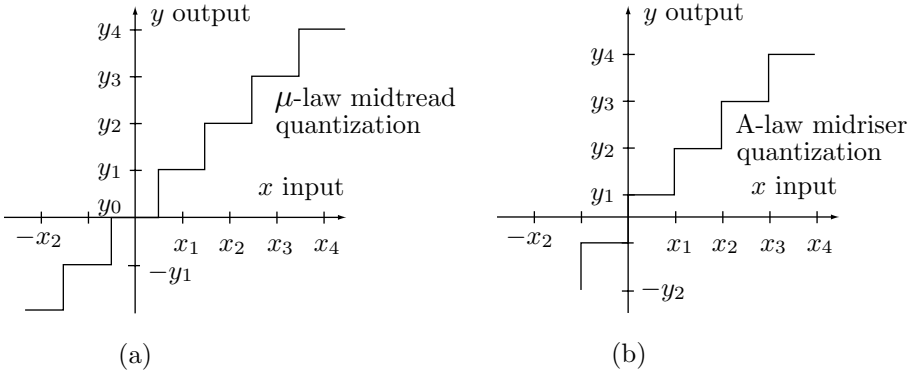 y output
y₄
y₃
y₂
y₁
y₀
μ-law midtread
quantization
x input
−x₂
x₁ x₂ x₃ x₄
−y₁
(a)
y output
y₄
y₃
y₂
y₁
A-law midriser
quantization
x input
−x₂
x₁ x₂ x₃ x₄
−y₂
(b)